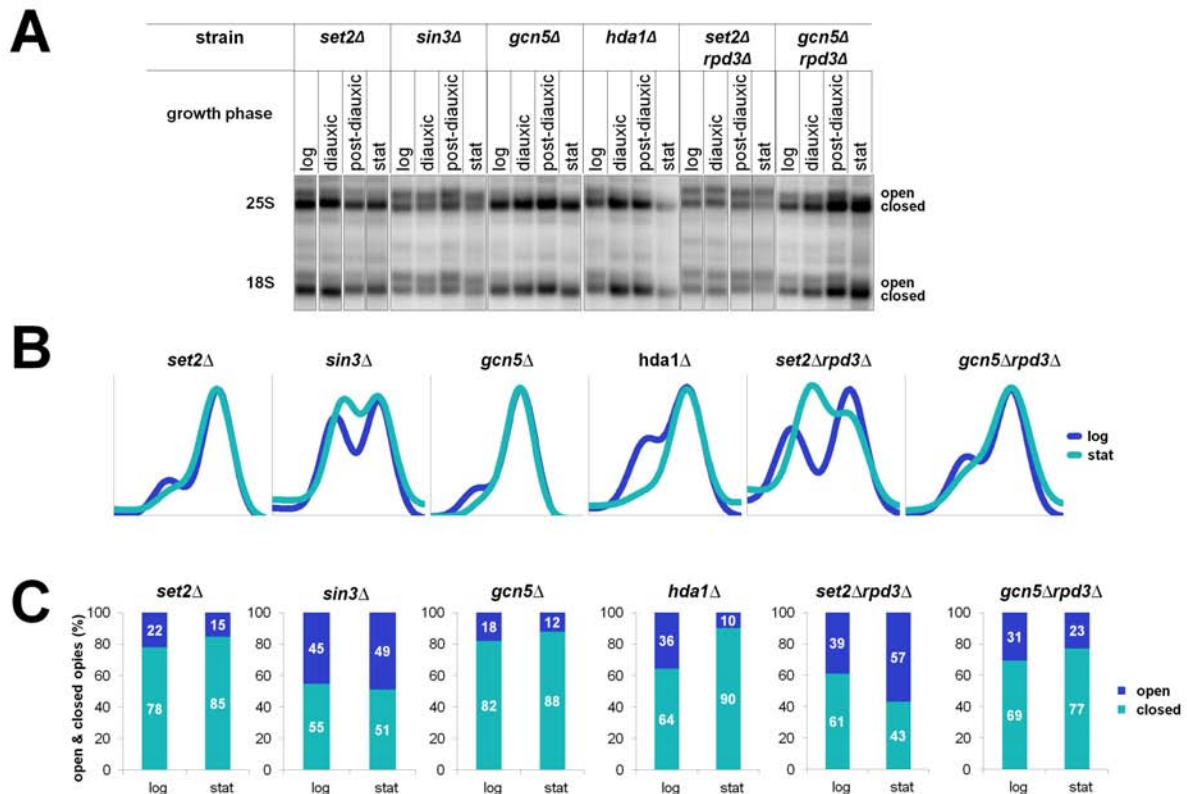 A
strain set2Δ sin3Δ gcn5Δ hda1Δ set2Δ gcn5Δ
rpd3Δ rpd3Δ
growth phase
log diauxic post-diauxic stat log diauxic post-diauxic stat log diauxic post-diauxic stat log diauxic post-diauxic stat log diauxic post-diauxic stat log diauxic post-diauxic stat
open
25S closed
18S open
closed
B
set2Δ sin3Δ gcn5Δ hda1Δ set2Δrpd3Δ gcn5Δrpd3Δ
log
stat
C
set2Δ sin3Δ gcn5Δ hda1Δ set2Δrpd3Δ gcn5Δrpd3Δ
open & closed opies (%)
100 100 100 100 100 100
22 15 45 49 18 12 36 10 39 57 31 23
80 80 80 80 80 80
60 60 60 60 60 60
40 40 40 40 40 40
78 85 55 51 82 88 64 90 61 43 69 77
20 20 20 20 20 20
0 0 0 0 0 0
log stat log stat log stat log stat log stat log stat
open
closed